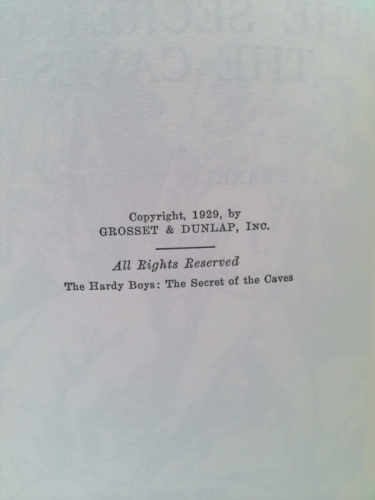 Copyright, 1929, by
GROSSET & DUNLAP, INC.
All Rights Reserved
The Hardy Boys: The Secret of the Caves